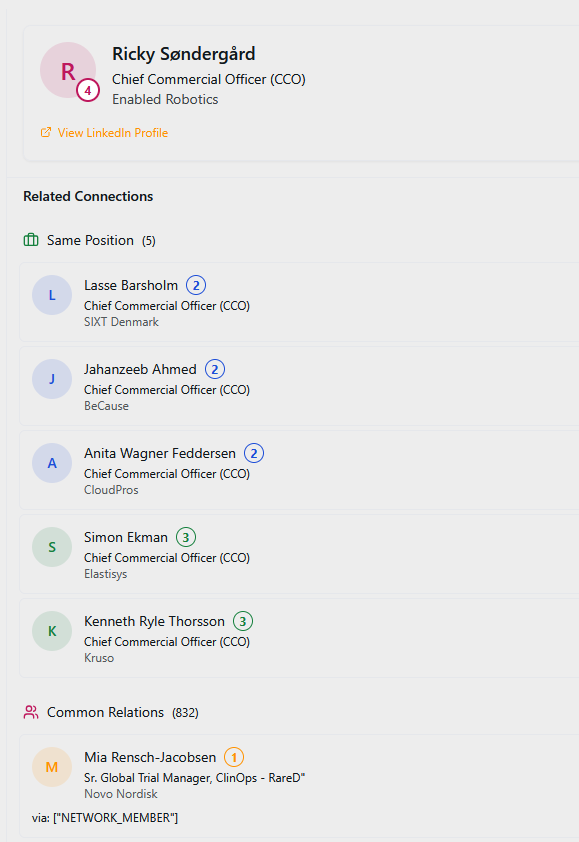 R
4
Ricky Søndergård
Chief Commercial Officer (CCO)
Enabled Robotics
View LinkedIn Profile
Related Connections
Same Position (5)
L
Lasse Barsholm 2
Chief Commercial Officer (CCO)
SIXT Denmark
J
Jahanzeeb Ahmed 2
Chief Commercial Officer (CCO)
BeCause
A
Anita Wagner Feddersen 2
Chief Commercial Officer (CCO)
CloudPros
S
Simon Ekman 3
Chief Commercial Officer (CCO)
Elastisys
K
Kenneth Ryle Thorsson 3
Chief Commercial Officer (CCO)
Kruso
Common Relations (832)
M
Mia Rensch-Jacobsen 1
Sr. Global Trial Manager, ClinOps - RareD"
Novo Nordisk
via: ["NETWORK_MEMBER"]